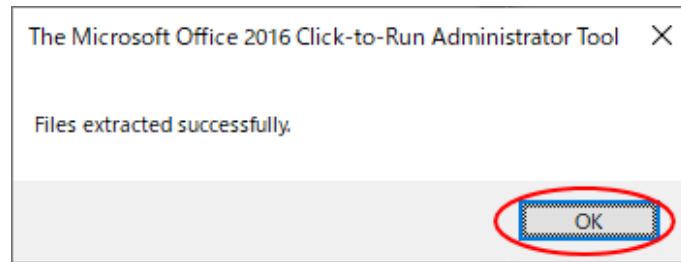 The Microsoft Office 2016 Click-to-Run Administrator Tool
Files extracted successfully.
OK